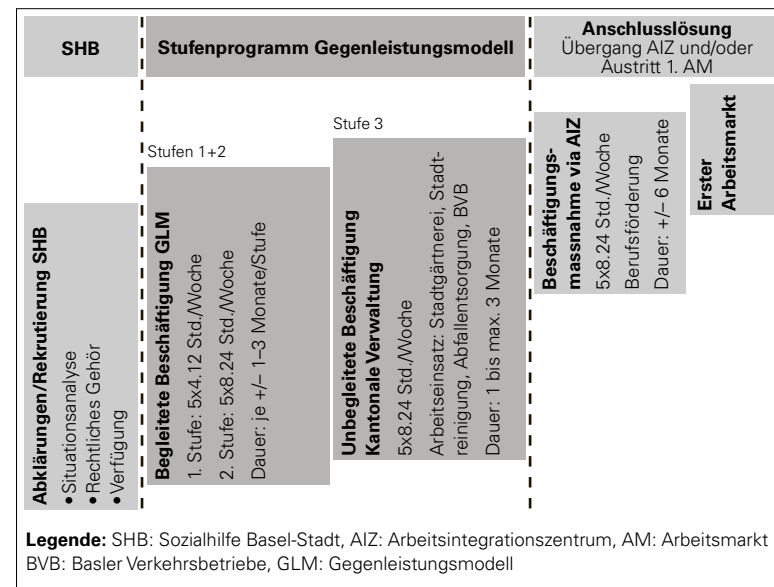 SHB
Stufenprogramm Gegenleistungsmodell
Anschlusslösung
Übergang AIZ und/oder
Austritt 1. AM
Abklärungen/Rekrutierung SHB
• Situationsanalyse
• Rechtliches Gehör
• Verfügung
Stufen 1+2
Begleitete Beschäftigung GLM
1. Stufe: 5x4.12 Std./Woche
2. Stufe: 5x8.24 Std./Woche
Dauer: je +/– 1–3 Monate/Stufe
Stufe 3
Unbegleitete Beschäftigung
Kantonale Verwaltung
5x8.24 Std./Woche
Arbeitseinsatz: Stadtgärtnerei, Stadt-
reinigung, Abfallentsorgung, BVB
Dauer: 1 bis max. 3 Monate
Beschäftigungs-
massnahme via AIZ
5x8.24 Std./Woche
Berufsförderung
Dauer: +/– 6 Monate
Erster
Arbeitsmarkt
Legende: SHB: Sozialhilfe Basel-Stadt, AIZ: Arbeitsintegrationszentrum, AM: Arbeitsmarkt
BVB: Basler Verkehrsbetriebe, GLM: Gegenleistungsmodell